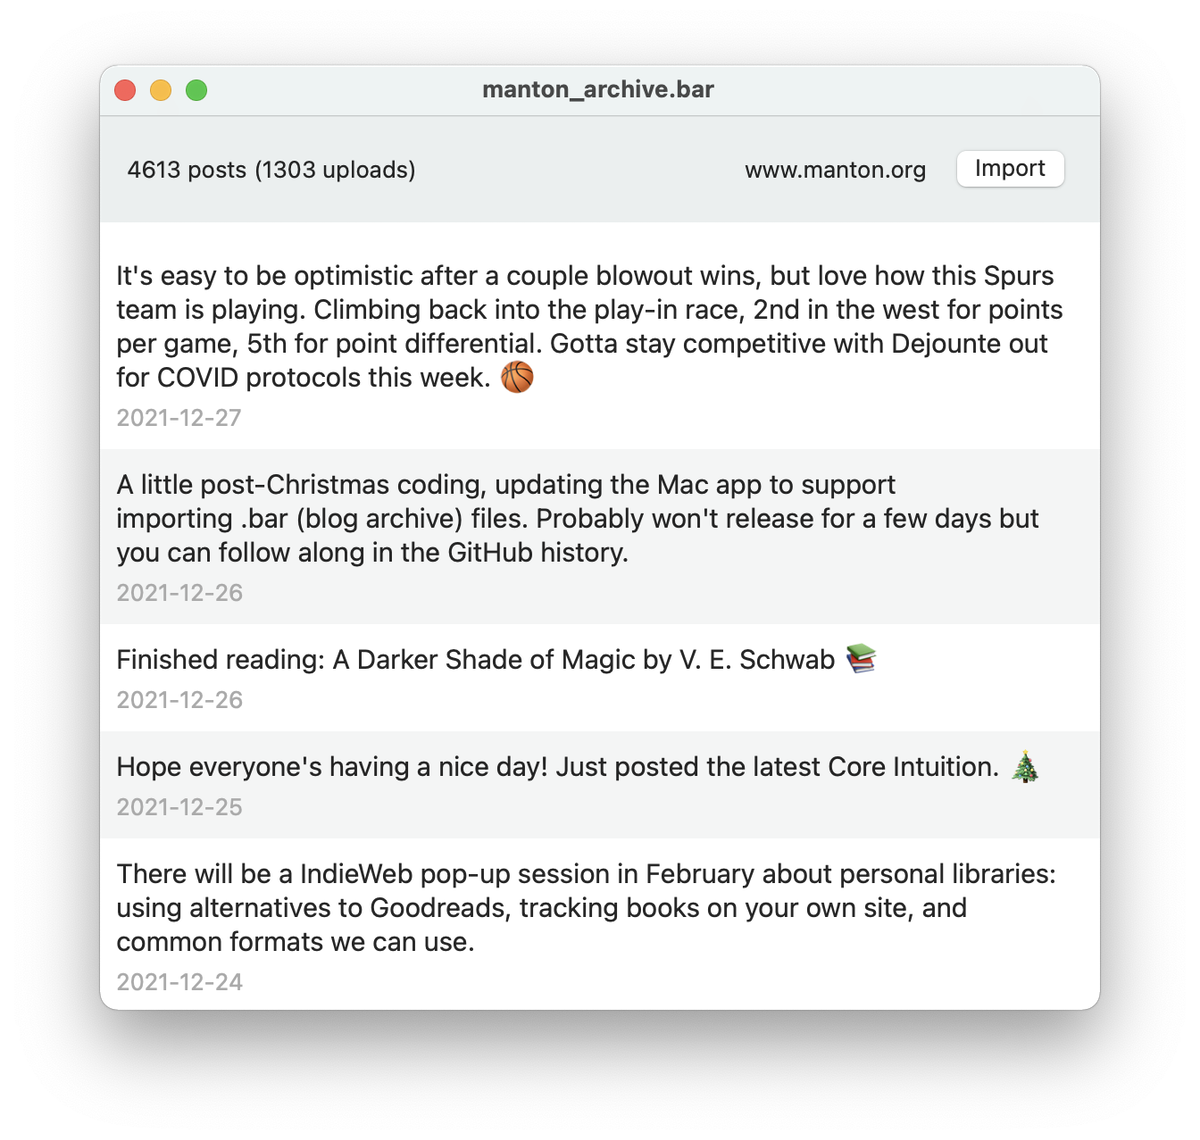 manton_archive.bar
4613 posts (1303 uploads)
www.manton.org
Import
It's easy to be optimistic after a couple blowout wins, but love how this Spurs
team is playing. Climbing back into the play-in race, 2nd in the west for points
per game, 5th for point differential. Gotta stay competitive with Dejounte out
for COVID protocols this week. 🏀
2021-12-27
A little post-Christmas coding, updating the Mac app to support
importing .bar (blog archive) files. Probably won't release for a few days but
you can follow along in the GitHub history.
2021-12-26
Finished reading: A Darker Shade of Magic by V. E. Schwab 📚
2021-12-26
Hope everyone's having a nice day! Just posted the latest Core Intuition. 🎄
2021-12-25
There will be a IndieWeb pop-up session in February about personal libraries:
using alternatives to Goodreads, tracking books on your own site, and
common formats we can use.
2021-12-24